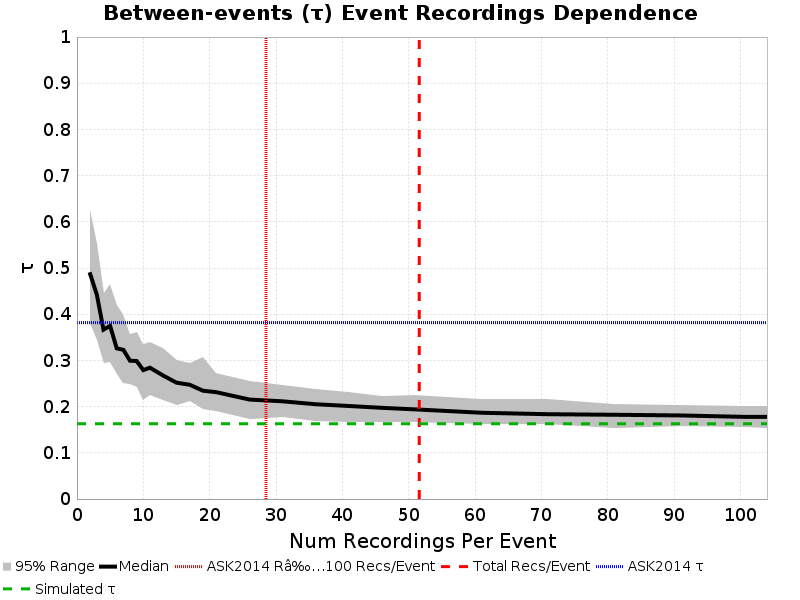 Between-events (τ) Event Recordings Dependence
1
0.9
0.8
0.7
0.6
0.5
0.4
0.3
0.2
0.1
0
τ
0 10 20 30 40 50 60 70 80 90 100
Num Recordings Per Event
95% Range Median ASK2014 Râ‰…100 Recs/Event Total Recs/Event ASK2014 τ
Simulated τ